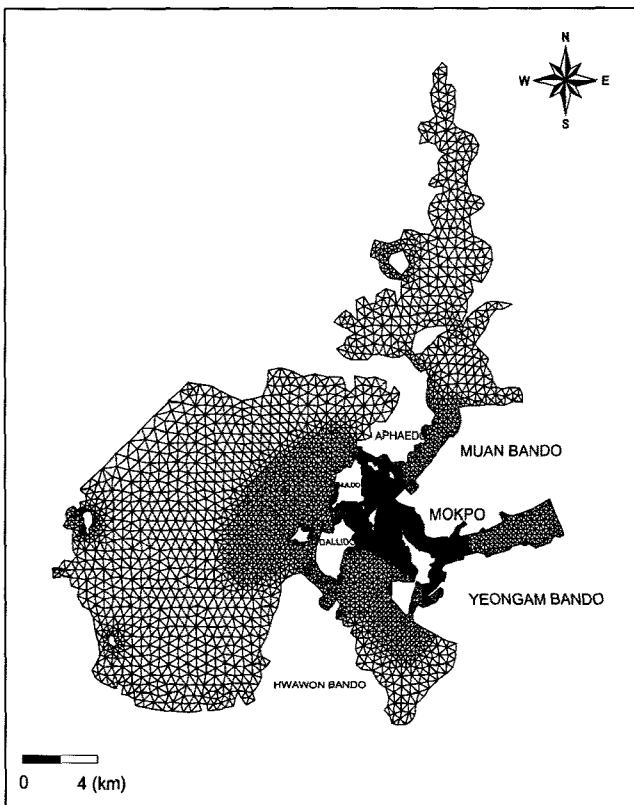 N
W E
S
APHAEDO
MUAN BANDO
MOKPO
DALLIDO
YEONGAM BANDO
HWAWON BANDO
0 4 (km)